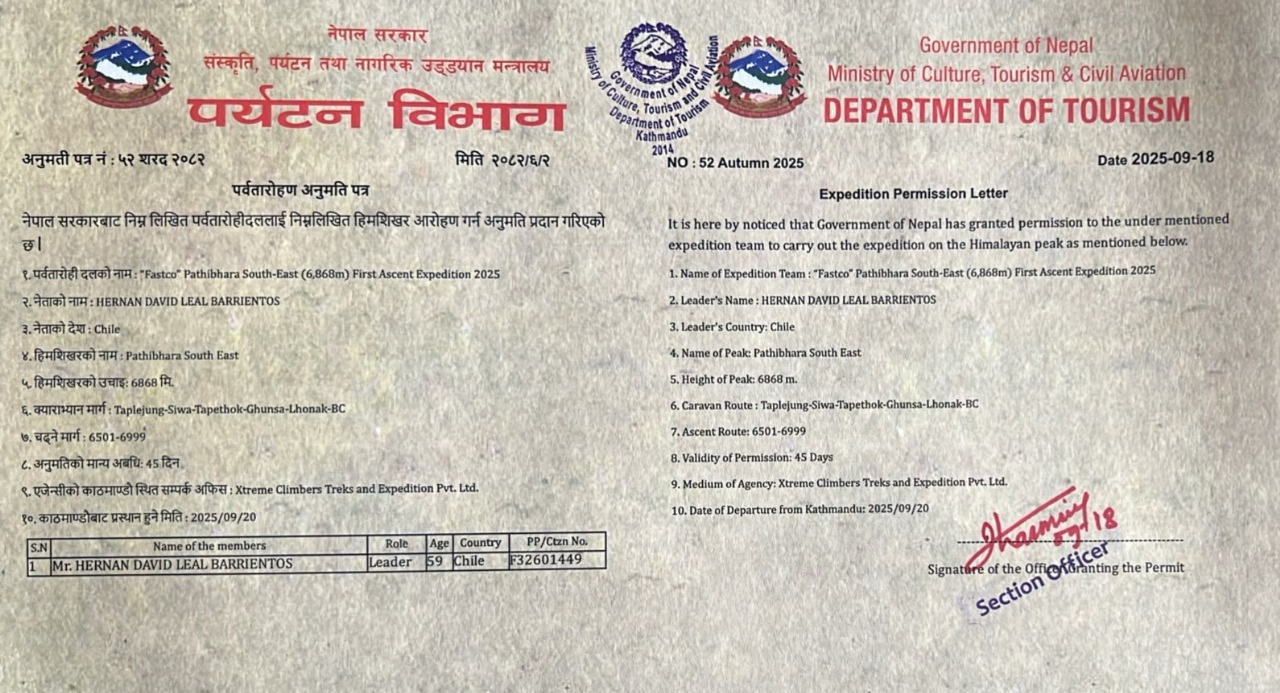 नेपाल सरकार
संस्कृति, पर्यटन तथा नागरिक उड्डयान मन्त्रालय
पर्यटन विभाग
अनुमती पत्र नं : ५२ शरद २०८२
मिति २०८२/६/२
पर्वतारोहण अनुमति पत्र
नेपाल सरकारबाट निम्न लिखित पर्वतारोहीदललाई निम्नलिखित हिमशिखर आरोहण गर्न अनुमति प्रदान गरिएको
छ|
१. पर्वतारोही दलको नाम : "Fastco" Pathibhara South-East (6,868m) First Ascent Expedition 2025
२. नेताको नाम : HERNAN DAVID LEAL BARRIENTOS
३. नेताको देश : Chile
४. हिमशिखरको नाम : Pathibhara South East
५. हिमशिखरको उचाइ: 6868 मि.
६. क्याराभ्यान मार्ग : Taplejung-Siwa-Tapethok-Ghunsa-Lhonak-BC
७. चढ्ने मार्ग : 6501-6999
८. अनुमतिको मान्य अबधि: 45 दिन
९. एजेन्सीको काठमाण्डौ स्थित सम्पर्क अफिस : Xtreme Climbers Treks and Expedition Pvt. Ltd.
१०. काठमाण्डौबाट प्रस्थान हुने मिति : 2025/09/20
S.N Name of the members Role Age Country PP/Ctzn No.
1 Mr. HERNAN DAVID LEAL BARRIENTOS Leader 59 Chile F32601449
Government of Nepal
Ministry of Culture, Tourism and Civil Aviation
Department of Tourism
Kathmandu
2014
Government of Nepal
Ministry of Culture, Tourism & Civil Aviation
DEPARTMENT OF TOURISM
NO : 52 Autumn 2025
Date 2025-09-18
Expedition Permission Letter
It is here by noticed that Government of Nepal has granted permission to the under mentioned
expedition team to carry out the expedition on the Himalayan peak as mentioned below.
1. Name of Expedition Team : "Fastco" Pathibhara South-East (6,868m) First Ascent Expedition 2025
2. Leader's Name : HERNAN DAVID LEAL BARRIENTOS
3. Leader's Country: Chile
4. Name of Peak: Pathibhara South East
5. Height of Peak: 6868 m.
6. Caravan Route : Taplejung-Siwa-Tapethok-Ghunsa-Lhonak-BC
7. Ascent Route: 6501-6999
8. Validity of Permission: 45 Days
9. Medium of Agency: Xtreme Climbers Treks and Expedition Pvt. Ltd.
10. Date of Departure from Kathmandu: 2025/09/20
Signature of the Officer Granting the Permit
Section Officer